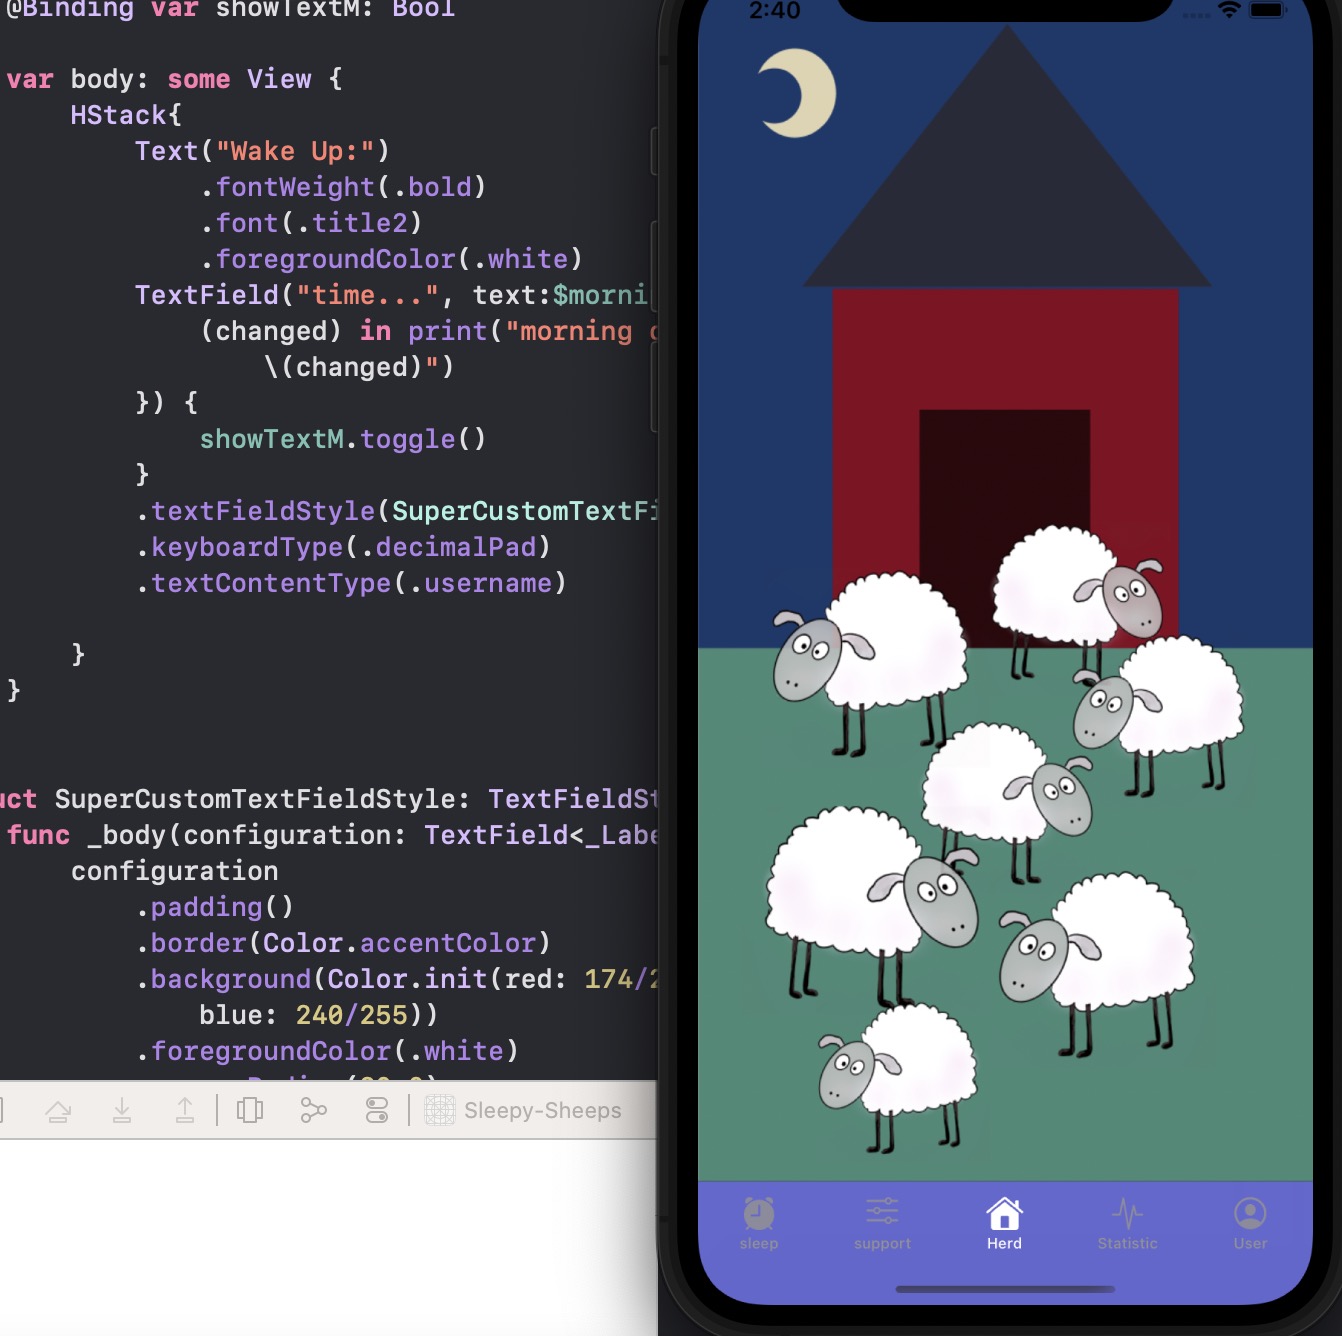 @Binding var showTextM: Bool
var body: some View {
HStack{
Text("Wake Up:")
.fontWeight(.bold)
.font(.title2)
.foregroundColor(.white)
TextField("time...", text:$morni
(changed) in print("morning
\(changed)")
}) {
showTextM.toggle()
}
.textFieldStyle(SuperCustomTextFi
.keyboardType(.decimalPad)
.textContentType(.username)
}
}
uct SuperCustomTextFieldStyle: TextFieldSt
func _body(configuration: TextField<_Labe
configuration
.padding()
.border(Color.accentColor)
.background(Color.init(red: 174/2
blue: 240/255))
.foregroundColor(.white)
Sleepy-Sheeps
2:40
sleep
support
Herd
Statistic
User